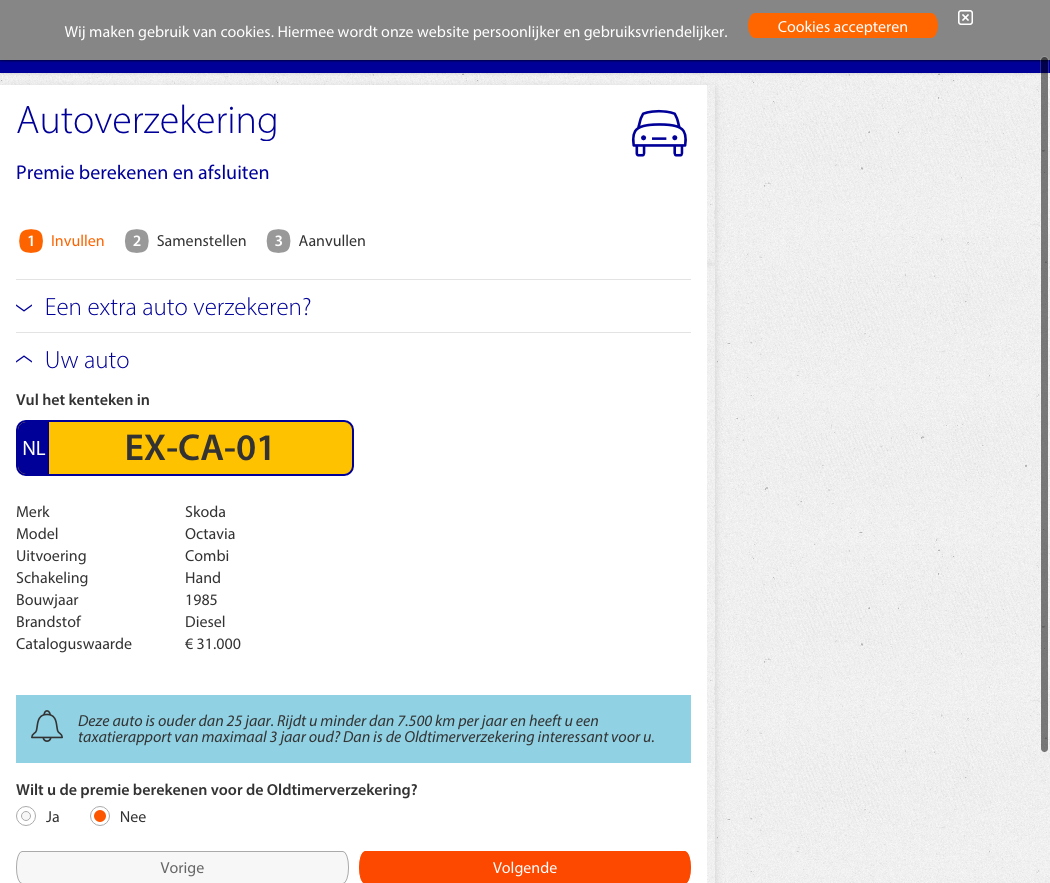 Wij maken gebruik van cookies. Hiermee wordt onze website persoonlijker en gebruiksvriendelijker.
Cookies accepteren
Autoverzekering
Premie berekenen en afsluiten
1 Invullen 2 Samenstellen 3 Aanvullen
Een extra auto verzekeren?
Uw auto
Vul het kenteken in
NL EX-CA-01
Merk Skoda
Model Octavia
Uitvoering Combi
Schakeling Hand
Bouwjaar 1985
Brandstof Diesel
Cataloguswaarde € 31.000
Deze auto is ouder dan 25 jaar. Rijdt u minder dan 7.500 km per jaar en heeft u een
taxatierapport van maximaal 3 jaar oud? Dan is de Oldtimerverzekering interessant voor u.
Wilt u de premie berekenen voor de Oldtimerverzekering?
Ja Nee
Vorige Volgende